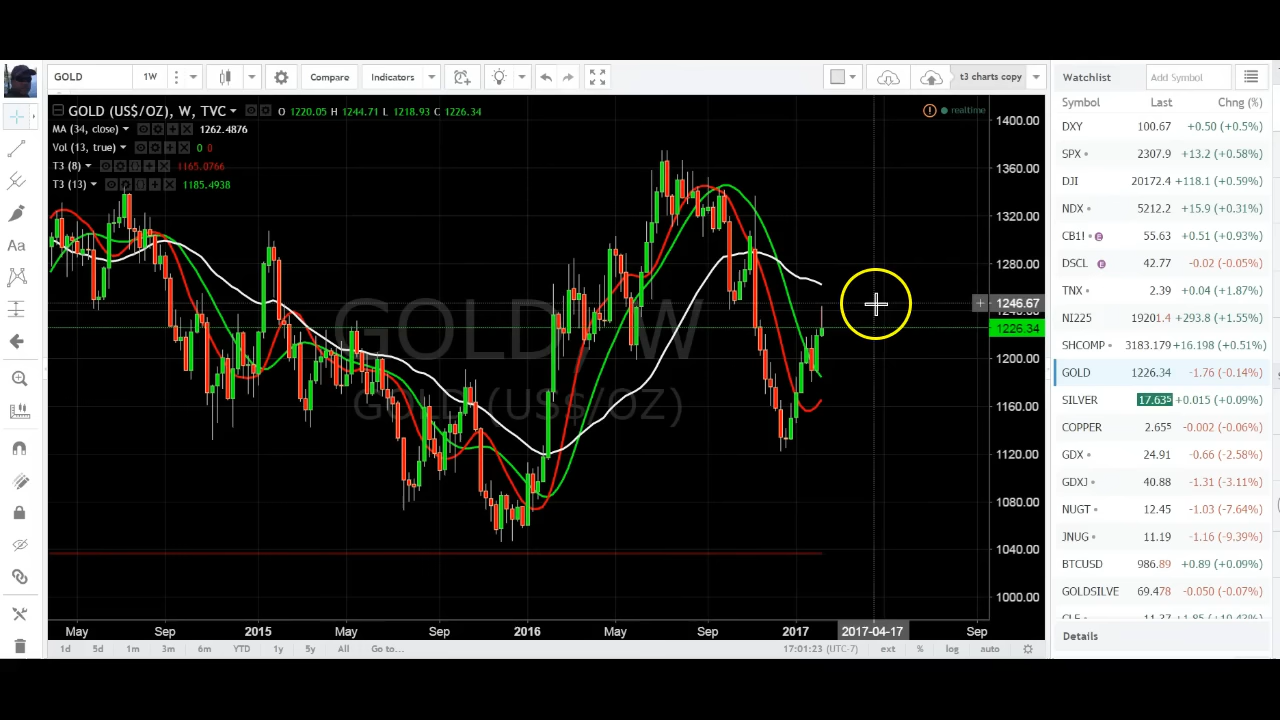 GOLD 1W Compare Indicators t3 charts copy
GOLD (US$/OZ), W, TVC O 1220.05 H 1244.71 L 1218.93 C 1226.34 realtime
MA (34, close) 1262.4876
Vol (13, true) 0 0
T3 (8) 1165.0766
T3 (13) 1185.4938
GOLD, W
GOLD (US$/OZ)
1400.00
1360.00
1320.00
1280.00
1246.67
1226.34
1200.00
1160.00
1120.00
1080.00
1040.00
1000.00
May Sep 2015 May Sep 2016 May Sep 2017 2017-04-17 Sep
1d 5d 1m 3m 6m YTD 1y 5y All Go to... 17:01:23 (UTC-7) ext % log auto
Aa
Watchlist Add Symbol
Symbol Last Chng (%)
DXY 100.67 +0.50 (+0.5%)
SPX 2307.9 +13.2 (+0.58%)
DJI 20172.4 +118.1 (+0.59%)
NDX 5212.2 +15.9 (+0.31%)
CB1! E 55.63 +0.51 (+0.93%)
DSCL E 42.77 -0.02 (-0.05%)
TNX 2.39 +0.04 (+1.87%)
NI225 19201.4 +293.8 (+1.55%)
SHCOMP 3183.179 +16.198 (+0.51%)
GOLD 1226.34 -1.76 (-0.14%)
SILVER 17.635 +0.015 (+0.09%)
COPPER 2.655 -0.002 (-0.06%)
GDX 24.91 -0.66 (-2.58%)
GDXJ 40.88 -1.31 (-3.11%)
NUGT 12.45 -1.03 (-7.64%)
JNUG 11.19 -1.16 (-9.39%)
BTCUSD 986.89 +0.89 (+0.09%)
GOLDSILVE 69.478 -0.050 (-0.07%)
Details